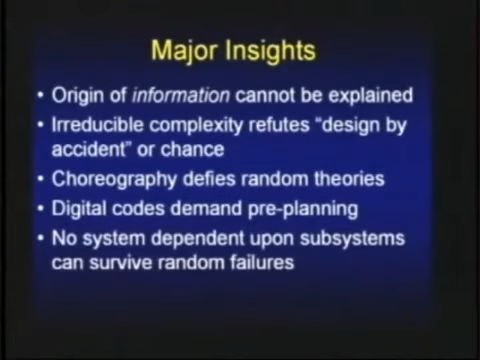 Major Insights
• Origin of information cannot be explained
• Irreducible complexity refutes “design by
accident” or chance
• Choreography defies random theories
• Digital codes demand pre-planning
• No system dependent upon subsystems
can survive random failures